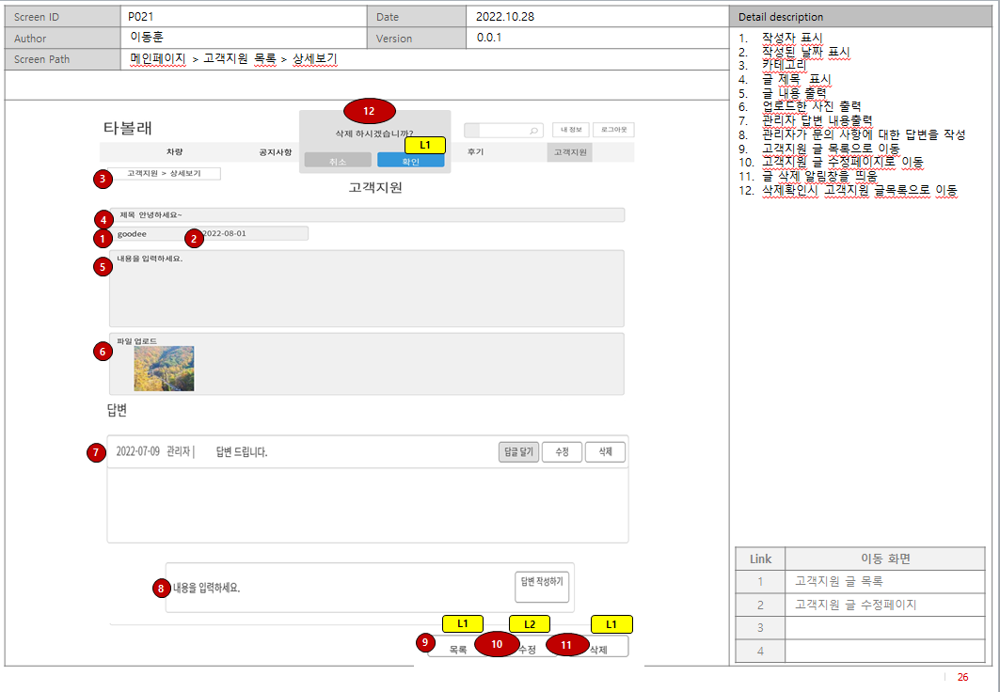 Screen ID P021 Date 2022.10.28
Author 이동훈 Version 0.0.1
Screen Path 메인페이지 > 고객지원 목록 > 상세보기
Detail description
1. 작성자 표시
2. 작성된 날짜 표시
3. 카테고리
4. 글 제목 표시
5. 글 내용 출력
6. 업로드한 사진 출력
7. 관리자 답변 내용출력
8. 관리자가 문의 사항에 대한 답변을 작성
9. 고객지원 글 목록으로 이동
10. 고객지원 글 수정페이지로 이동
11. 글 삭제 알림창을 띄움
12. 삭제확인시 고객지원 글목록으로 이동
12
타볼래 삭제 하시겠습니까? 내 정보 로그아웃
L1
취소 확인
차량 공지사항 후기 고객지원
3 고객지원 > 상세보기
고객지원
4 제목 안녕하세요~
1 goodee 2 2022-08-01
5 내용을 입력하세요.
6 파일 업로드
답변
7 2022-07-09 관리자| 답변 드립니다. 답글 달기 수정 삭제
8 내용을 입력하세요. 답변 작성하기
L1 L2 L1
9 목록 10 수정 11 삭제
Link 이동 화면
1 고객지원 글 목록
2 고객지원 글 수정페이지
3
4
26